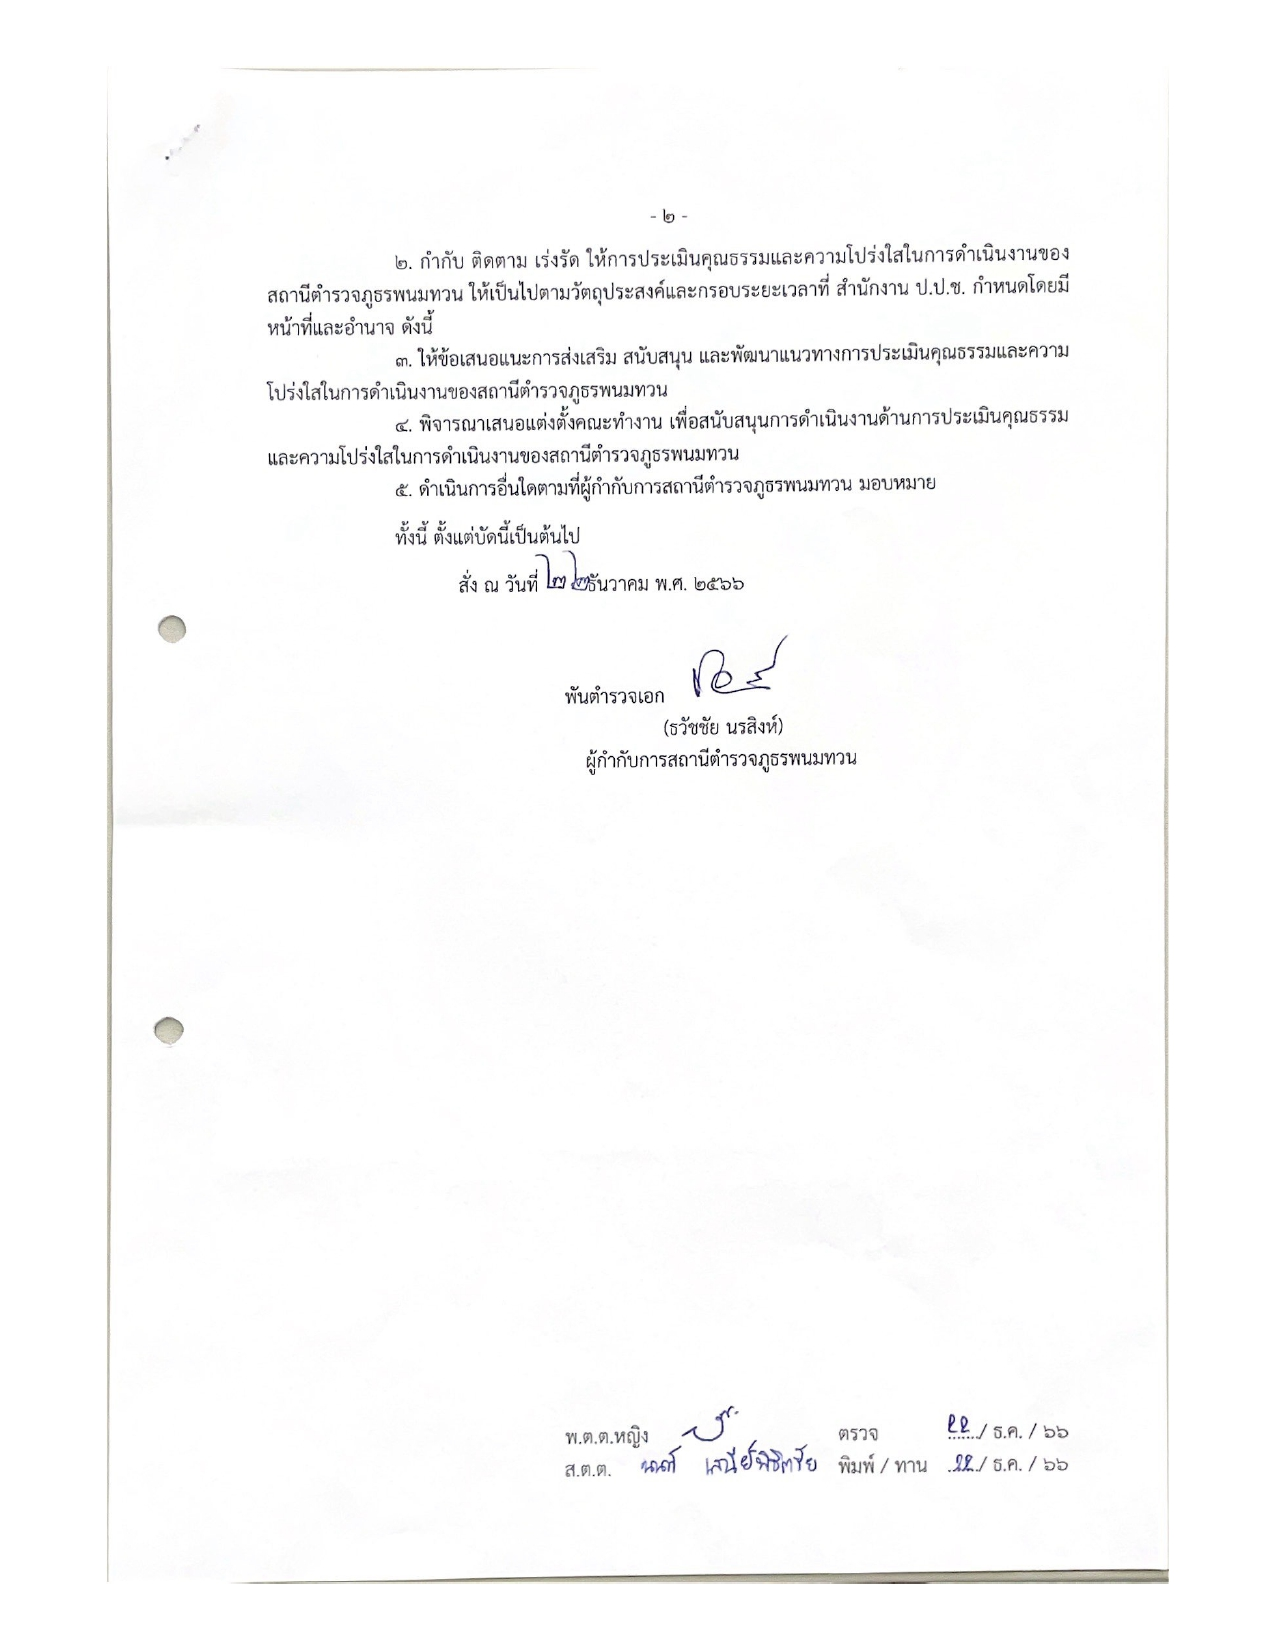 - ๒ -
๒. กำกับ ติดตาม เร่งรัด ให้การประเมินคุณธรรมและความโปร่งใสในการดำเนินงานของ
สถานีตำรวจภูธรพนมทวน ให้เป็นไปตามวัตถุประสงค์และกรอบระยะเวลาที่ สำนักงาน ป.ป.ช. กำหนดโดยมี
หน้าที่และอำนาจ ดังนี้
๓. ให้ข้อเสนอแนะการส่งเสริม สนับสนุน และพัฒนาแนวทางการประเมินคุณธรรมและความ
โปร่งใสในการดำเนินงานของสถานีตำรวจภูธรพนมทวน
๔. พิจารณาเสนอแต่งตั้งคณะทำงาน เพื่อสนับสนุนการดำเนินงานด้านการประเมินคุณธรรม
และความโปร่งใสในการดำเนินงานของสถานีตำรวจภูธรพนมทวน
๕. ดำเนินการอื่นใดตามที่ผู้กำกับการสถานีตำรวจภูธรพนมทวน มอบหมาย
ทั้งนี้ ตั้งแต่บัดนี้เป็นต้นไป
สั่ง ณ วันที่ ๒๒ ธันวาคม พ.ศ. ๒๕๖๖
พันตำรวจเอก
(ธวัชชัย นรสิงห์)
ผู้กำกับการสถานีตำรวจภูธรพนมทวน
พ.ต.ต.หญิง ตรวจ ๒๒ / ธ.ค. / ๖๖
ส.ต.ต. พิมพ์ / ทาน ๒๒ / ธ.ค. / ๖๖